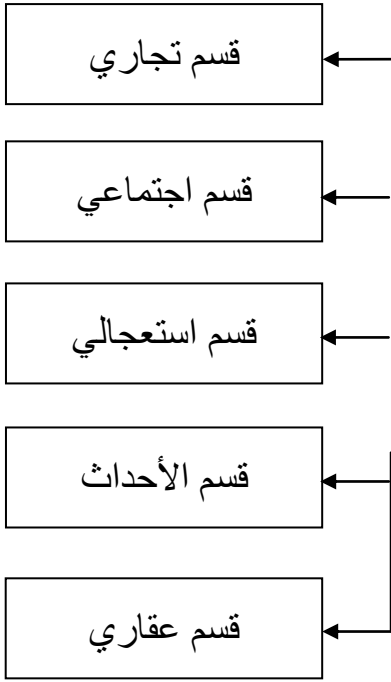 قسم تجاري
قسم اجتماعي
قسم استعجالي
قسم الأحداث
قسم عقاري